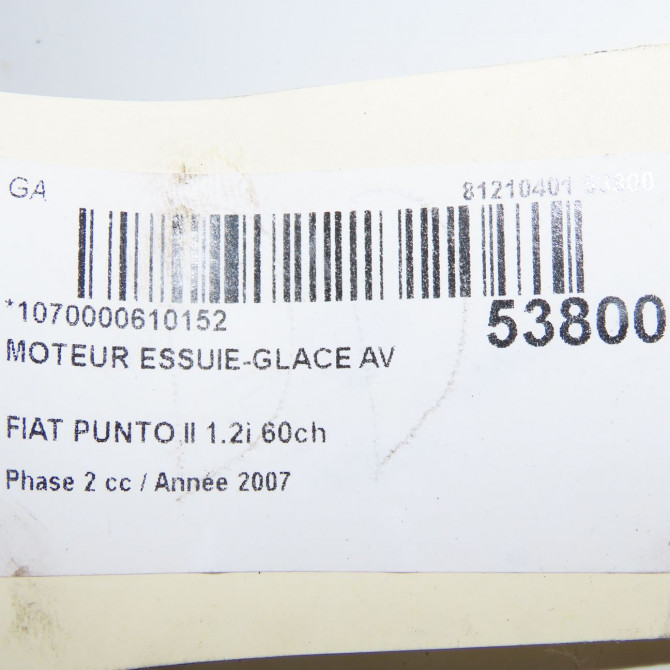 GA 81210401 53800
*1070000610152 53800
MOTEUR ESSUIE-GLACE AV
FIAT PUNTO II 1.2i 60ch
Phase 2 cc / Année 2007